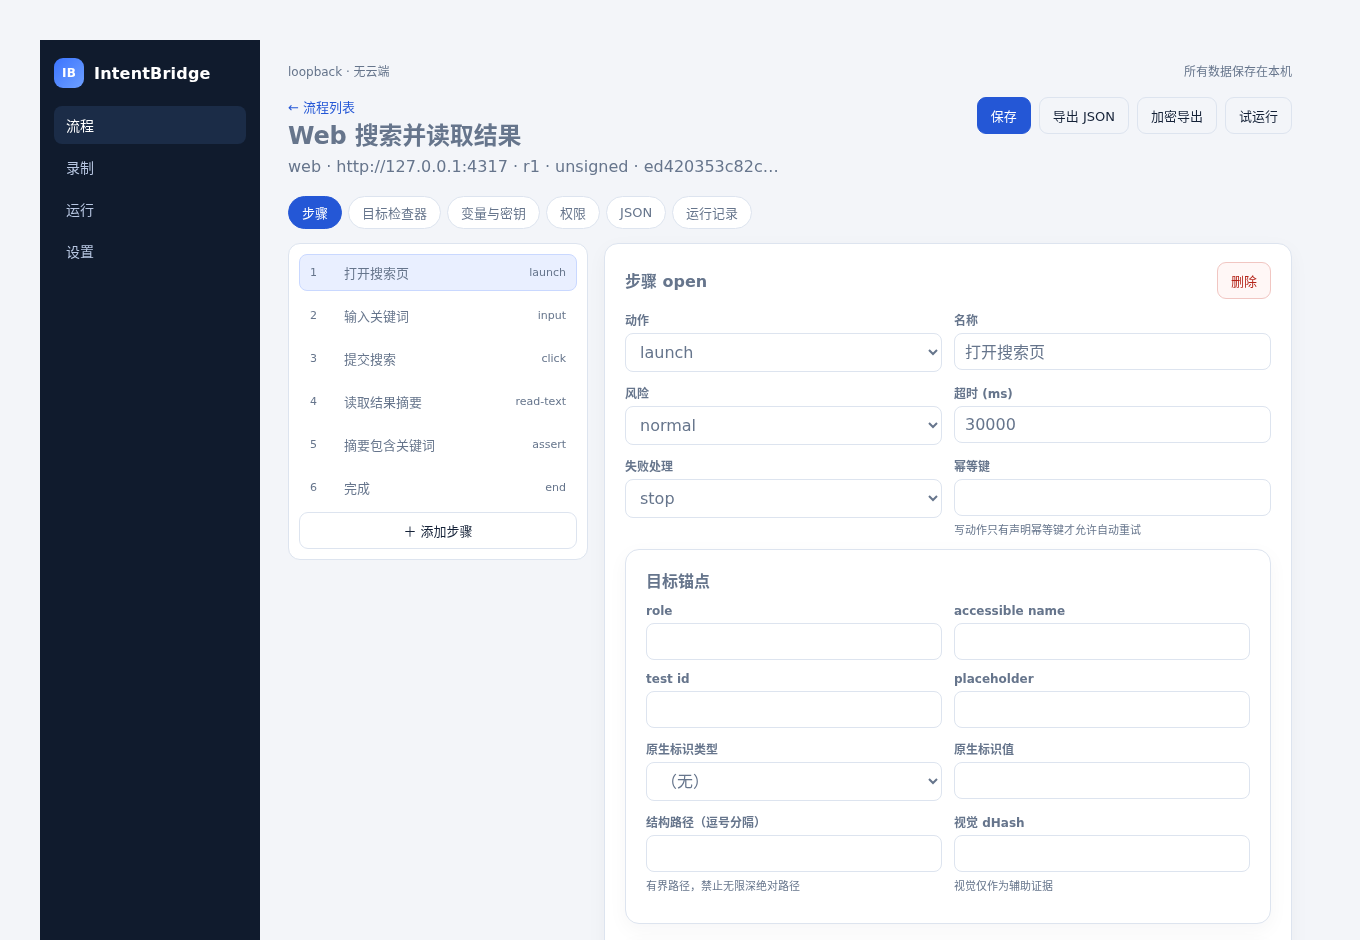 IB IntentBridge
流程
录制
运行
设置
loopback · 无云端
所有数据保存在本机
← 流程列表
Web 搜索并读取结果
web · http://127.0.0.1:4317 · r1 · unsigned · ed420353c82c…
保存 导出 JSON 加密导出 试运行
步骤 目标检查器 变量与密钥 权限 JSON 运行记录
1 打开搜索页 launch
2 输入关键词 input
3 提交搜索 click
4 读取结果摘要 read-text
5 摘要包含关键词 assert
6 完成 end
＋ 添加步骤
步骤 open 删除
动作 名称
launch 打开搜索页
风险 超时 (ms)
normal 30000
失败处理 幂等键
stop
写动作只有声明幂等键才允许自动重试
目标锚点
role accessible name
test id placeholder
原生标识类型 原生标识值
（无）
结构路径（逗号分隔） 视觉 dHash
有界路径，禁止无限深绝对路径 视觉仅作为辅助证据